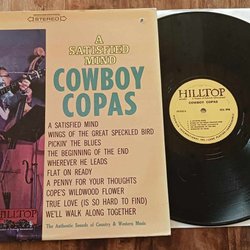 STEREO
A
SATISFIED
MIND
COWBOY
COPAS
A SATISFIED MIND
WINGS OF THE GREAT SPECKLED BIRD
PICKIN' THE BLUES
THE BEGINNING OF THE END
WHEREVER HE LEADS
FLAT ON READY
A PENNY FOR YOUR THOUGHTS
COPE'S WILDWOOD FLOWER
TRUE LOVE (IS SO HARD TO FIND)
WE'LL WALK ALONG TOGETHER
The Authentic Sounds of Country & Western Music
HILLTOP
HILLTOP
COWBOY COPAS